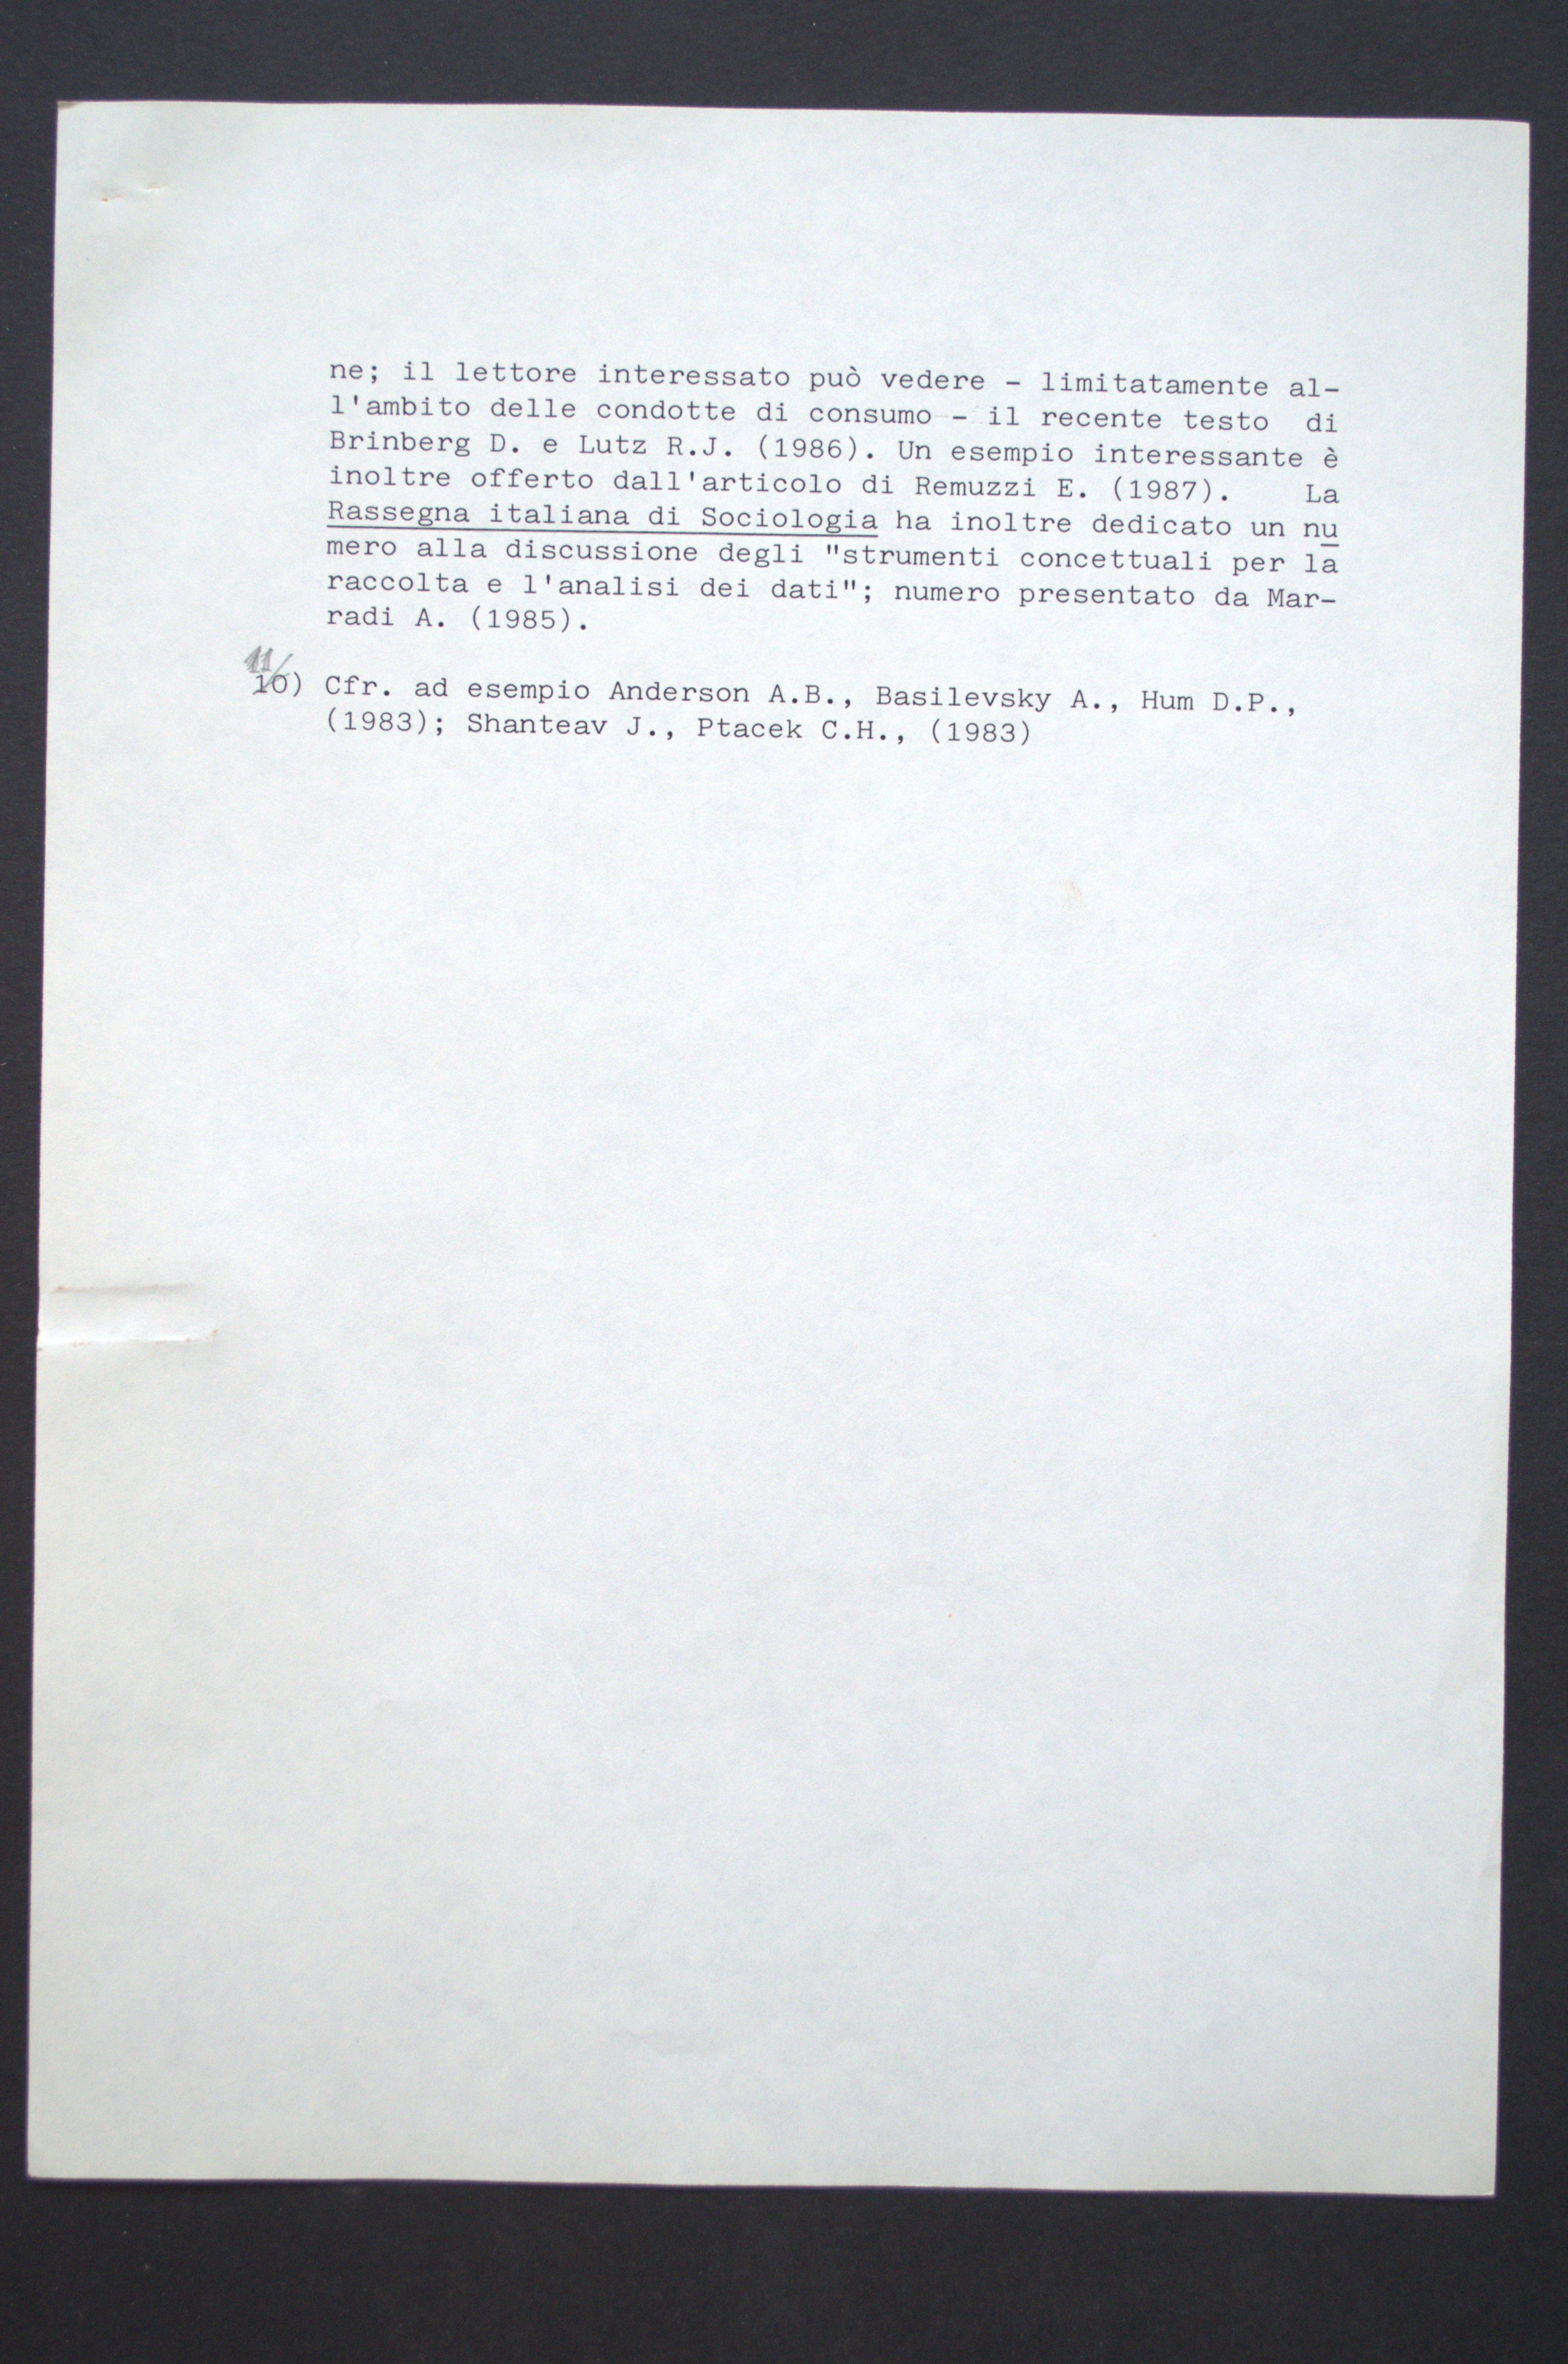 ne; il lettore interessato può vedere - limitatamente al-
l'ambito delle condotte di consumo - il recente testo di
Brinberg D. e Lutz R.J. (1986). Un esempio interessante è
inoltre offerto dall'articolo di Remuzzi E. (1987). La
Rassegna italiana di Sociologia ha inoltre dedicato un nu
mero alla discussione degli "strumenti concettuali per la
raccolta e l'analisi dei dati"; numero presentato da Mar-
radi A. (1985).
11/
10) Cfr. ad esempio Anderson A.B., Basilevsky A., Hum D.P.,
(1983); Shanteav J., Ptacek C.H., (1983)